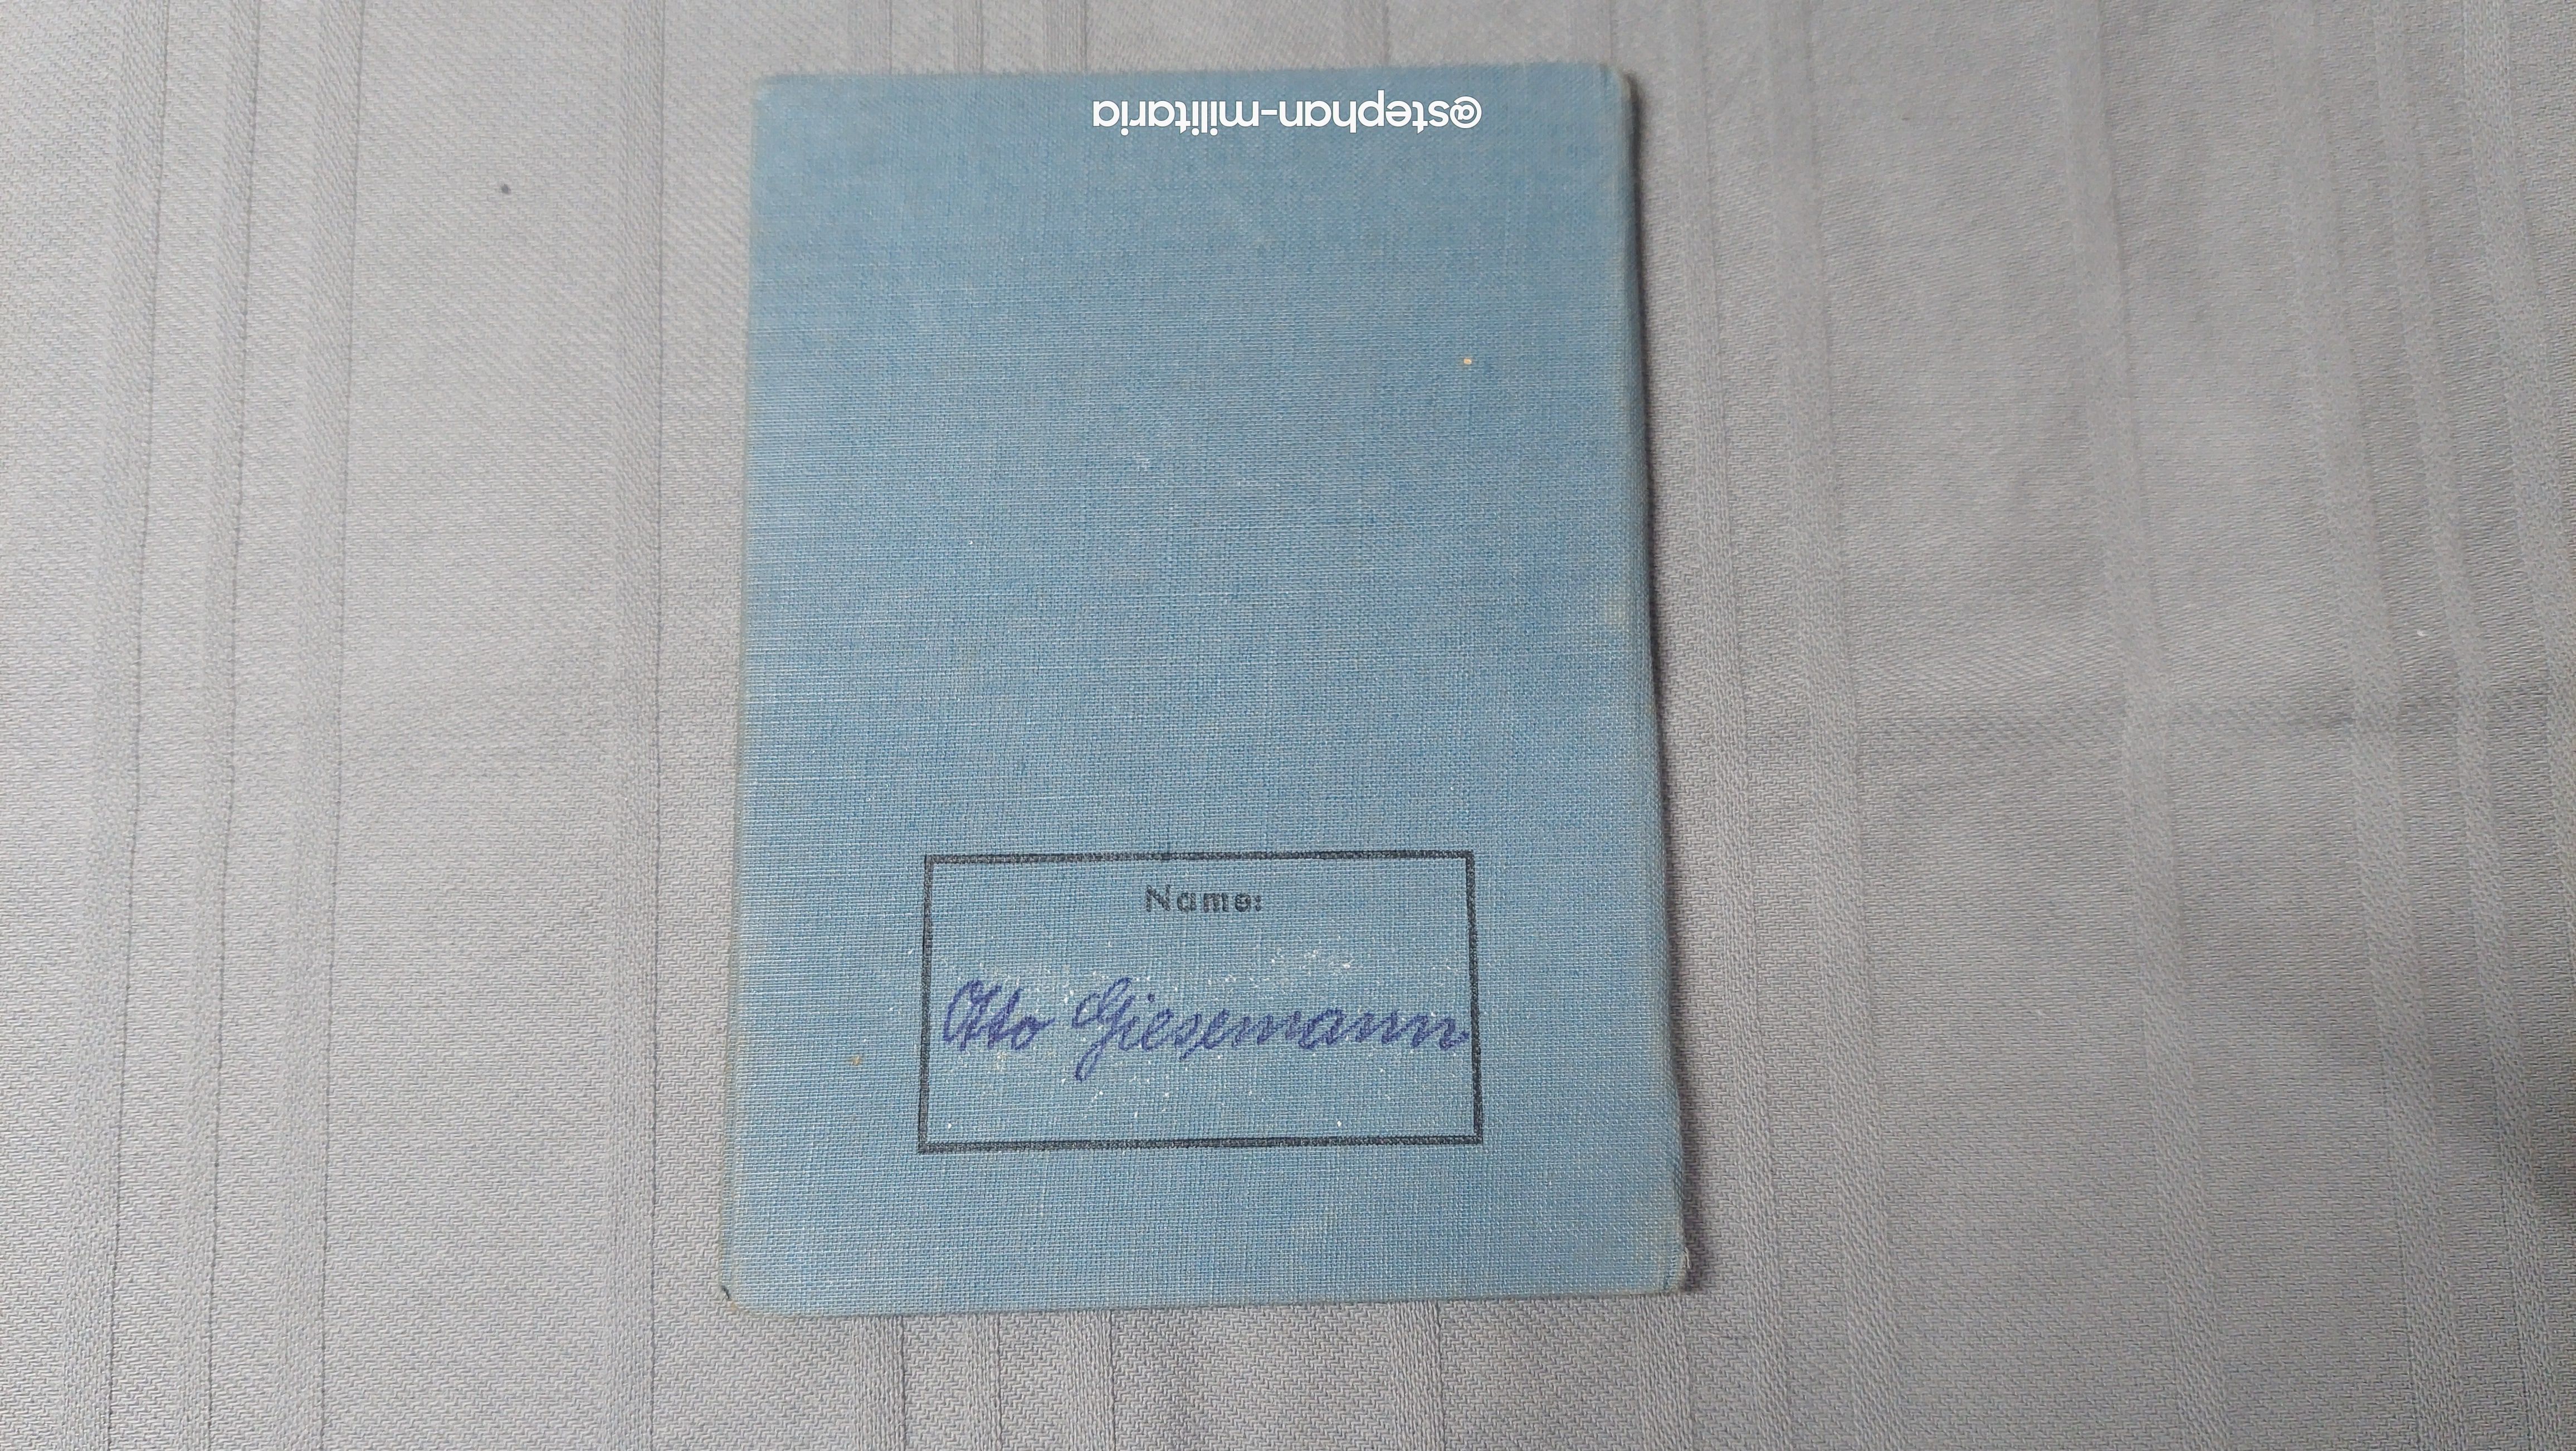 @stephan-militaria
Name:
Otto Giesemann